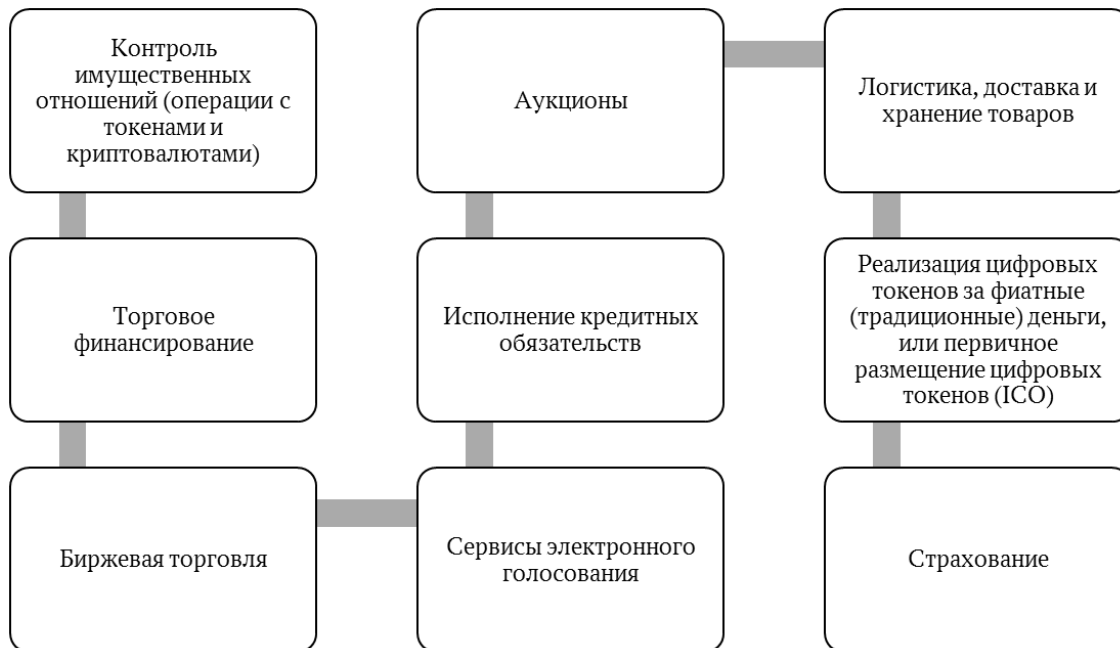 Контроль
имущественных
отношений (операции с
токенами и
криптовалютами)
Торговое
финансирование
Биржевая торговля
Сервисы электронного
голосования
Исполнение кредитных
обязательств
Аукционы
Логистика, доставка и
хранение товаров
Реализация цифровых
токенов за фиатные
(традиционные) деньги,
или первичное
размещение цифровых
токенов (ICO)
Страхование